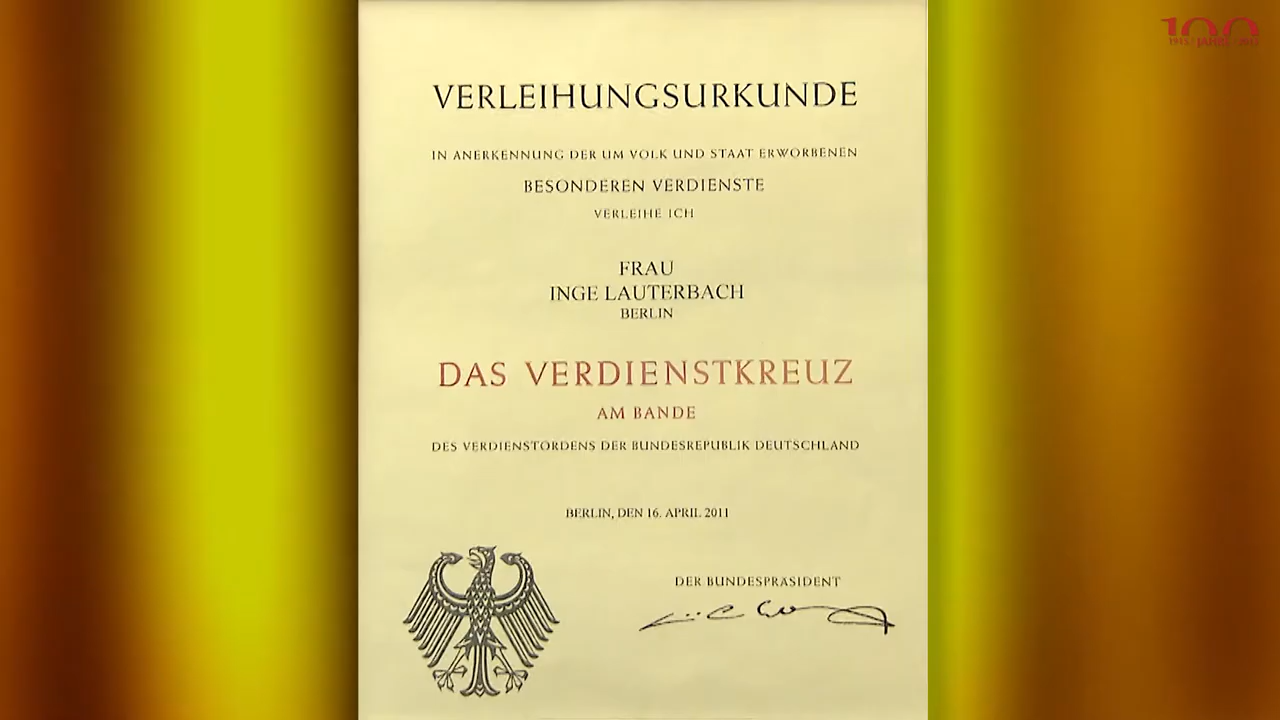 100
VERLEIHUNGSURKUNDE
IN ANERKENNUNG DER UM VOLK UND STAAT ERWORBENEN
BESONDEREN VERDIENSTE
VERLEIHE ICH
FRAU
INGE LAUTERBACH
BERLIN
DAS VERDIENSTKREUZ
AM BANDE
DES VERDIENSTORDENS DER BUNDESREPUBLIK DEUTSCHLAND
BERLIN, DEN 16. APRIL 2011
DER BUNDESPRÄSIDENT